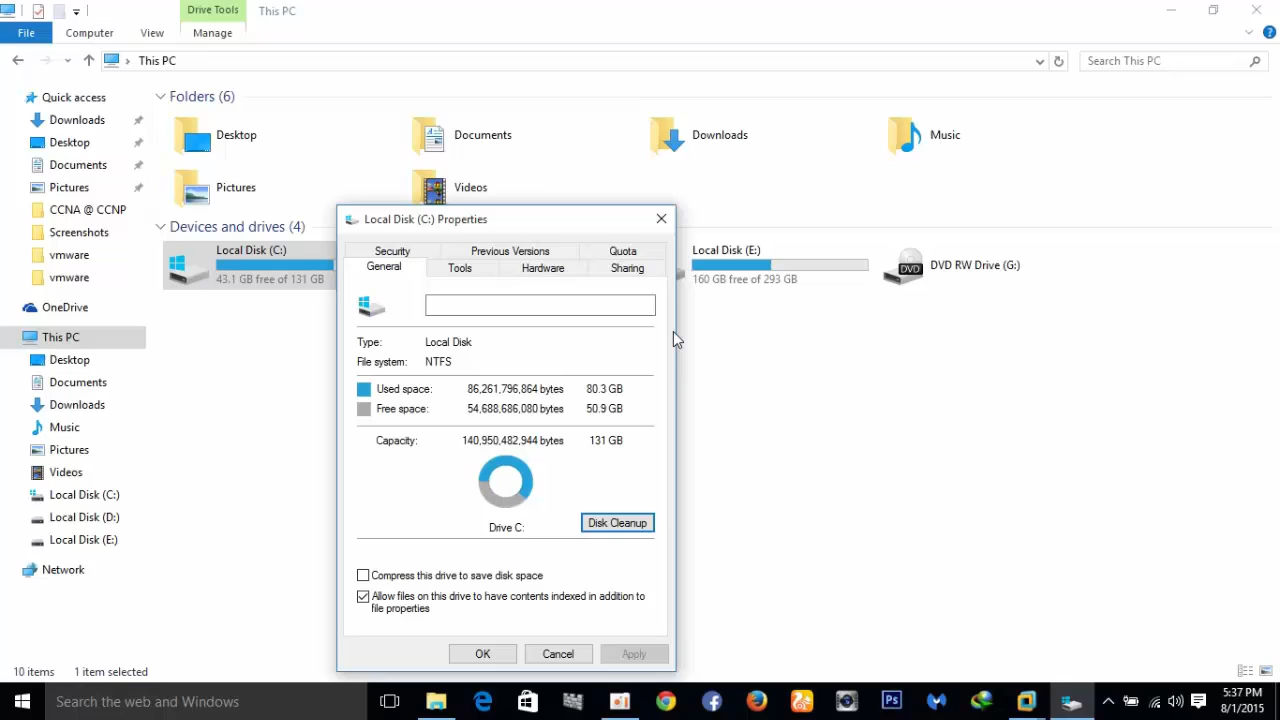 Drive Tools
This PC
File
Computer
View
Manage
This PC
Search This PC
Quick access
Downloads
Desktop
Documents
Pictures
CCNA @ CCNP
Screenshots
vmware
vmware
OneDrive
This PC
Desktop
Documents
Downloads
Music
Pictures
Videos
Local Disk (C:)
Local Disk (D:)
Local Disk (E:)
Network
Folders (6)
Desktop
Documents
Downloads
Music
Pictures
Videos
Devices and drives (4)
Local Disk (C:)
43.1 GB free of 131 GB
Local Disk (E:)
160 GB free of 293 GB
DVD
DVD RW Drive (G:)
Local Disk (C:) Properties
Security
Previous Versions
Quota
General
Tools
Hardware
Sharing
Type: Local Disk
File system: NTFS
Used space: 86,261,796,864 bytes 80.3 GB
Free space: 54,688,686,080 bytes 50.9 GB
Capacity: 140,950,482,944 bytes 131 GB
Drive C:
Disk Cleanup
Compress this drive to save disk space
Allow files on this drive to have contents indexed in addition to
file properties
OK
Cancel
Apply
10 items
1 item selected
Search the web and Windows
Ps
5:37 PM
8/1/2015